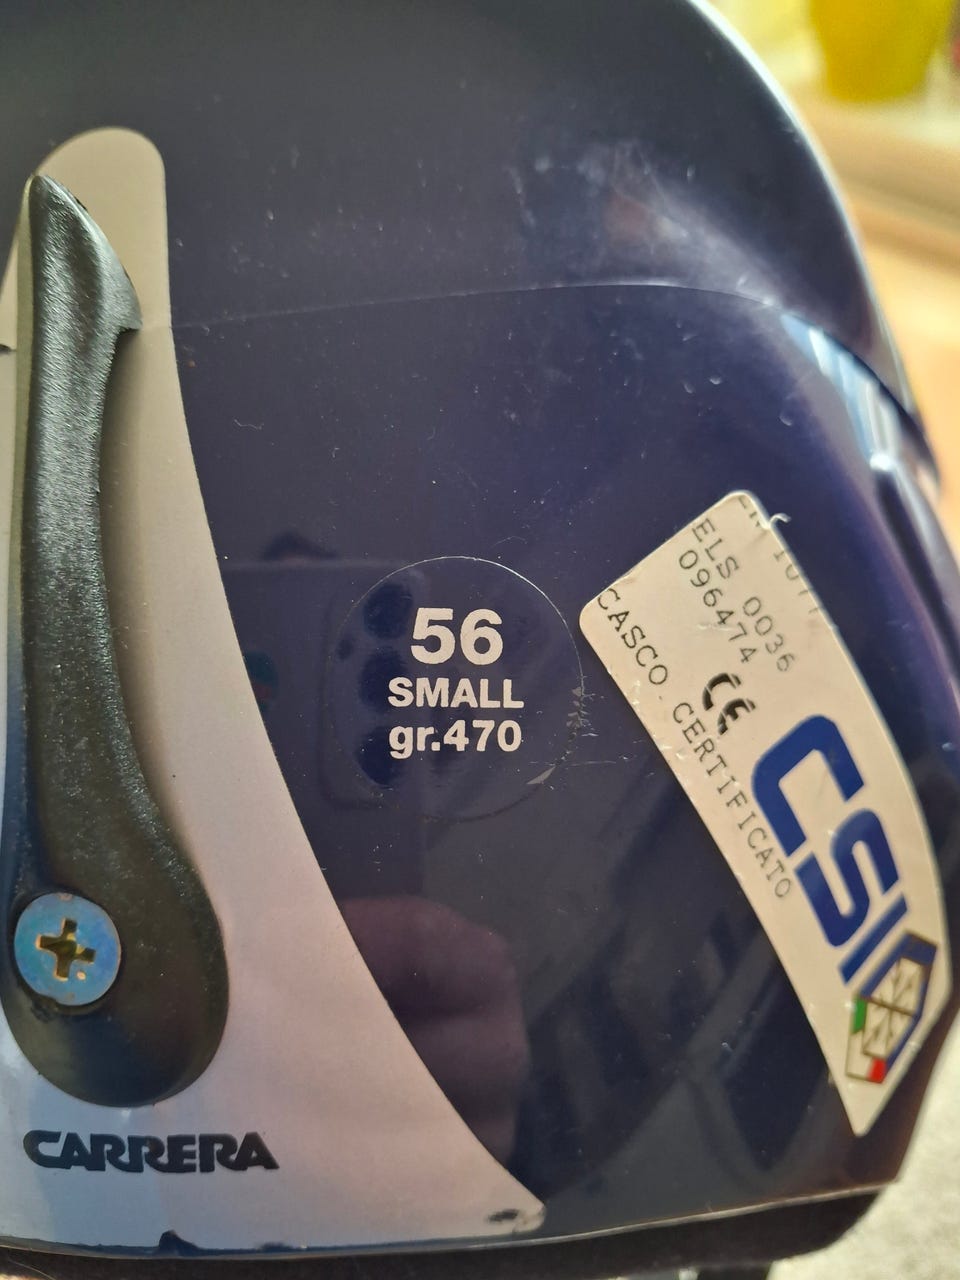 56
SMALL
gr.470
ELS 0036
096474 CE
CASCO CERTIFICATO
CSI
CARRERA